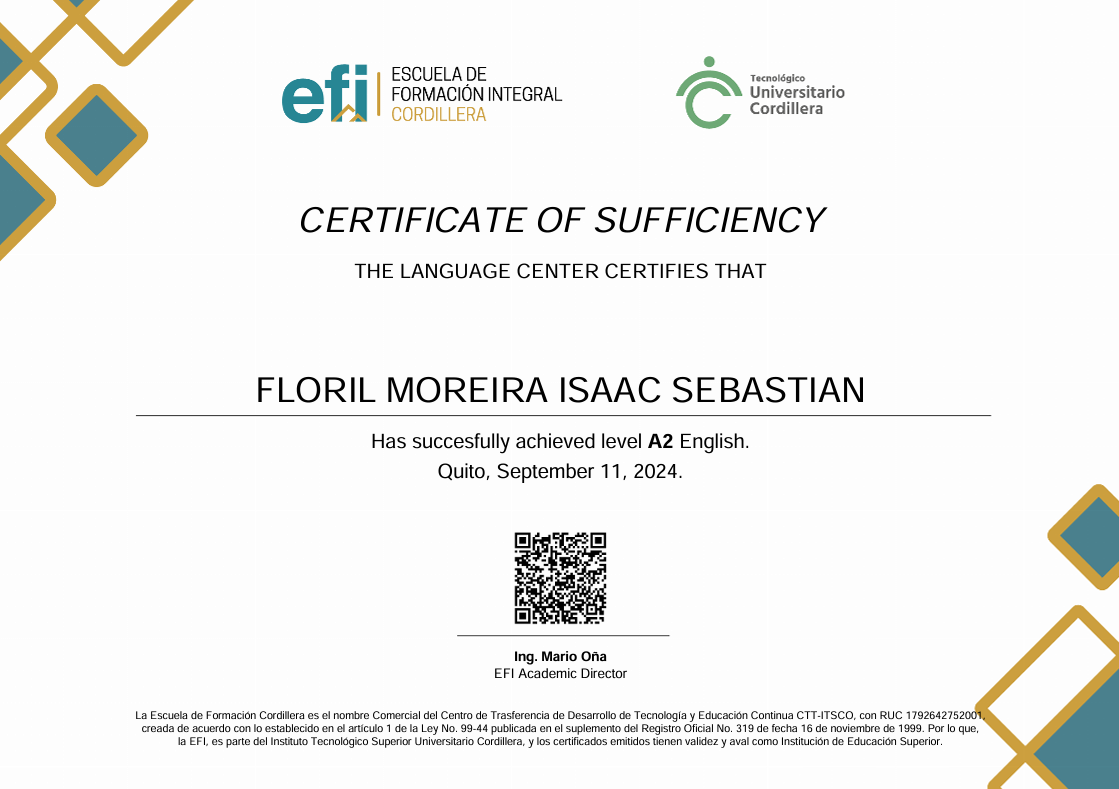 efi
ESCUELA DE
FORMACIÓN INTEGRAL
CORDILLERA
Tecnológico
Universitario
Cordillera
CERTIFICATE OF SUFFICIENCY
THE LANGUAGE CENTER CERTIFIES THAT
FLORIL MOREIRA ISAAC SEBASTIAN
Has succesfully achieved level A2 English.
Quito, September 11, 2024.
Ing. Mario Oña
EFI Academic Director
La Escuela de Formación Cordillera es el nombre Comercial del Centro de Trasferencia de Desarrollo de Tecnología y Educación Continua CTT-ITSCO, con RUC 1792642752001,
creada de acuerdo con lo establecido en el artículo 1 de la Ley No. 99-44 publicada en el suplemento del Registro Oficial No. 319 de fecha 16 de noviembre de 1999. Por lo que,
la EFI, es parte del Instituto Tecnológico Superior Universitario Cordillera, y los certificados emitidos tienen validez y aval como Institución de Educación Superior.